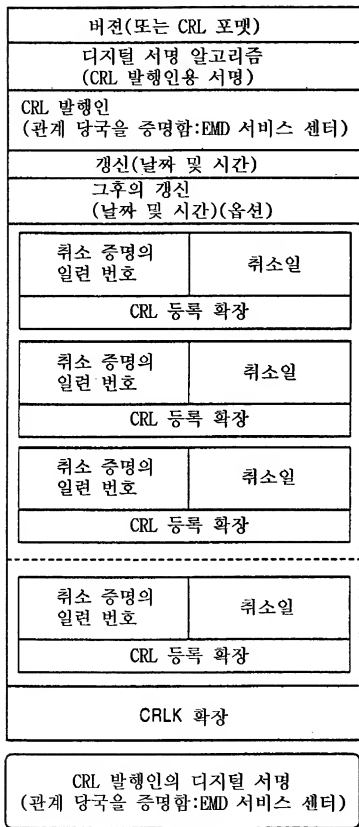 버젼(또는 CRL 포맷)
디지털 서명 알고리즘
(CRL 발행인용 서명)
CRL 발행인
(관계 당국을 증명함:EMD 서비스 센터)
갱신(날짜 및 시간)
그후의 갱신
(날짜 및 시간)(옵션)
취소 증명의
일련 번호
취소일
CRL 등록 확장
취소 증명의
일련 번호
취소일
CRL 등록 확장
취소 증명의
일련 번호
취소일
CRL 등록 확장
취소 증명의
일련 번호
취소일
CRL 등록 확장
CRLK 확장
CRL 발행인의 디지털 서명
(관계 당국을 증명함:EMD 서비스 센터)